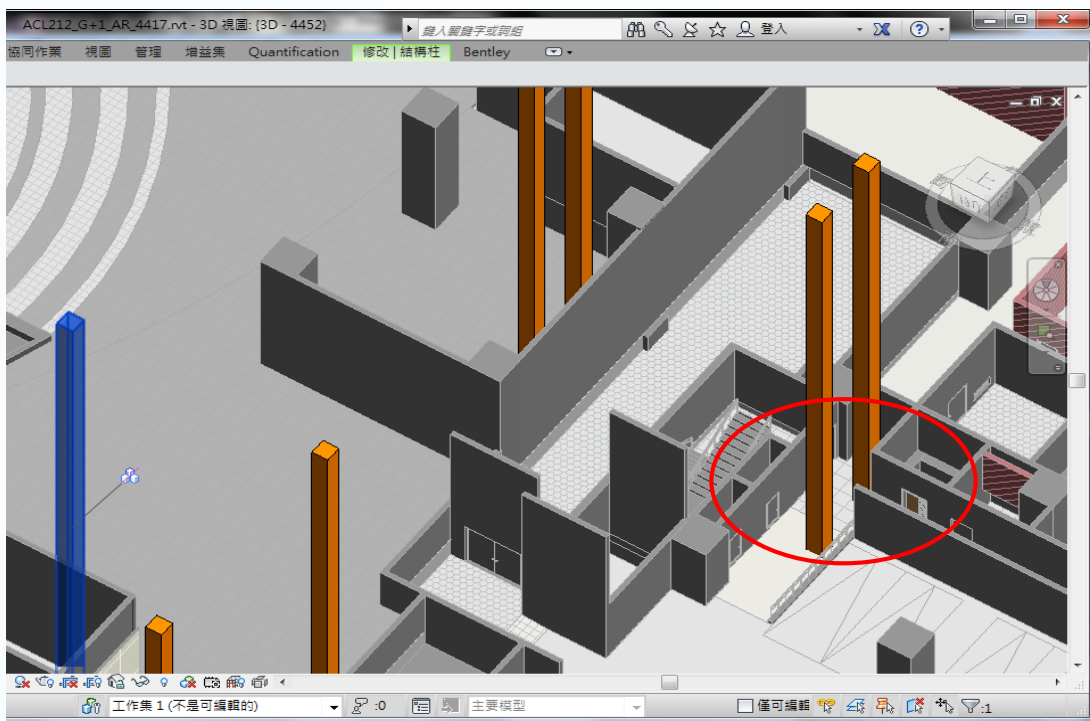 ACL212_G+1_AR_4417.rvt - 3D 視圖: {3D - 4452}
鍵入關鍵字或詞組
登入
協同作業 視圖 管理 增益集 Quantification 修改 | 結構柱 Bentley
上
工作集 1 (不是可編輯的)
:0
主要模型
僅可編輯
:1